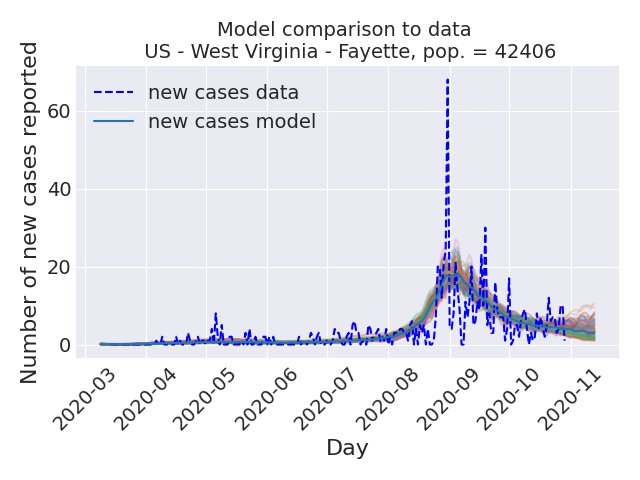 Model comparison to data
US - West Virginia - Fayette, pop. = 42406
Number of new cases reported
60
40
20
0
new cases data
new cases model
2020-03
2020-04
2020-05
2020-06
2020-07
2020-08
2020-09
2020-10
2020-11
Day